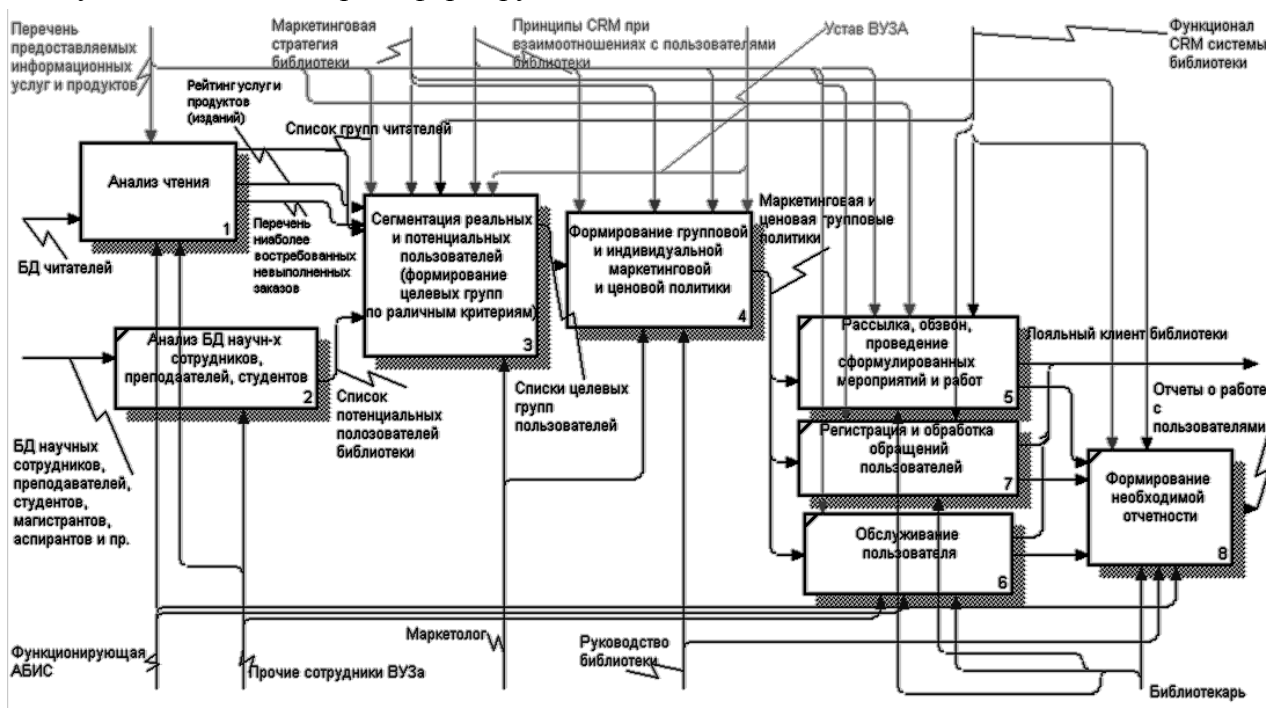 Перечень
предоставляемых
информационных
услуг и продуктов
Маркетинговая
стратегия
библиотеки
Принципы CRM при
взаимоотношениях с пользователями
библиотеки
Устав ВУЗА
Функционал
CRM системы
библиотеки
Рейтинг услуг и
продуктов
(изданий)
Список групп читателей
Анализ чтения
1
БД читателей
Перечень
ниаболее
востребованных
невыполненных
заказов
Сегментация реальных
и потенциальных
пользователей
(формирование
целевых групп
по раличным критериям)
3
Формирование групповой
и индивидуальной
маркетинговой
и ценовой политики
4
Маркетинговая и
ценовая групповые
политики
Анализ БД научн-х
сотрудников,
преподаателей, студентов
2
Список
потенциальных
полозователей
библиотеки
Списки целевых
групп
пользователей
Рассылка, обзвон,
проведение
сформулированных
мероприятий и работ
5
Лояльный клиент библиотеки
Отчеты о работе
с
пользователями
Регистрация и обработка
обращений
пользователей
7
Формирование
необходимой
отчетности
8
Обслуживание
пользователя
6
БД научных
сотрудников,
преподавателей,
студентов,
магистрантов,
аспирантов и пр.
Функционирующая
АБИС
Прочие сотрудники ВУЗа
Маркетолог
Руководство
библиотеки
Библиотекарь